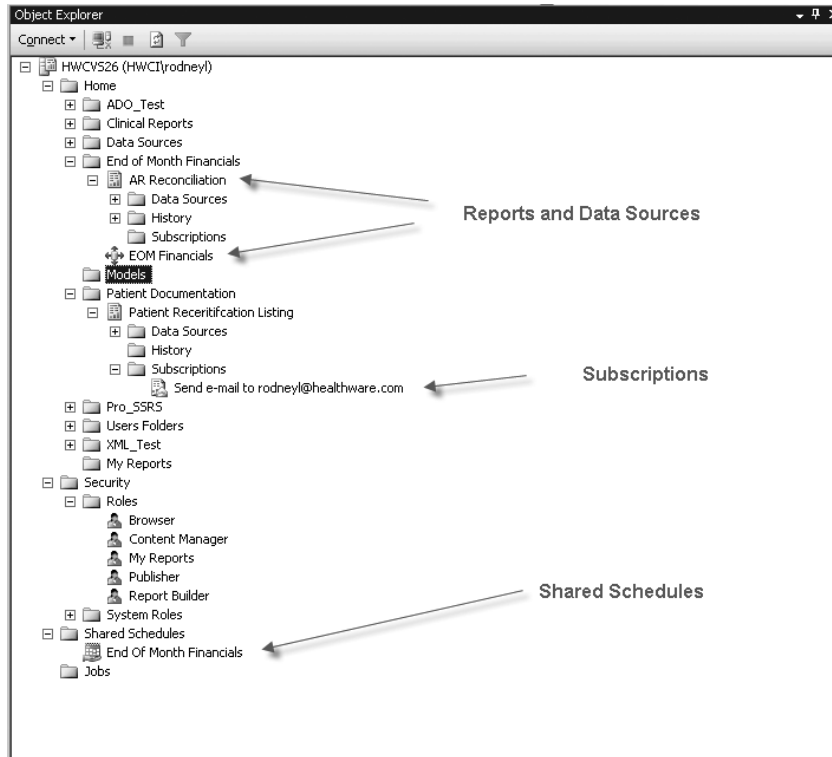 Object Explorer
Connect
HWCVS26 (HWCI\rodneyl)
Home
ADO_Test
Clinical Reports
Data Sources
End of Month Financials
AR Reconciliation
Data Sources
History
Subscriptions
EOM Financials
Reports and Data Sources
Models
Patient Documentation
Patient Receritifcation Listing
Data Sources
History
Subscriptions
Send e-mail to rodneyl@healthware.com
Subscriptions
Pro_SSRS
Users Folders
XML_Test
My Reports
Security
Roles
Browser
Content Manager
My Reports
Publisher
Report Builder
System Roles
Shared Schedules
Shared Schedules
End Of Month Financials
Jobs